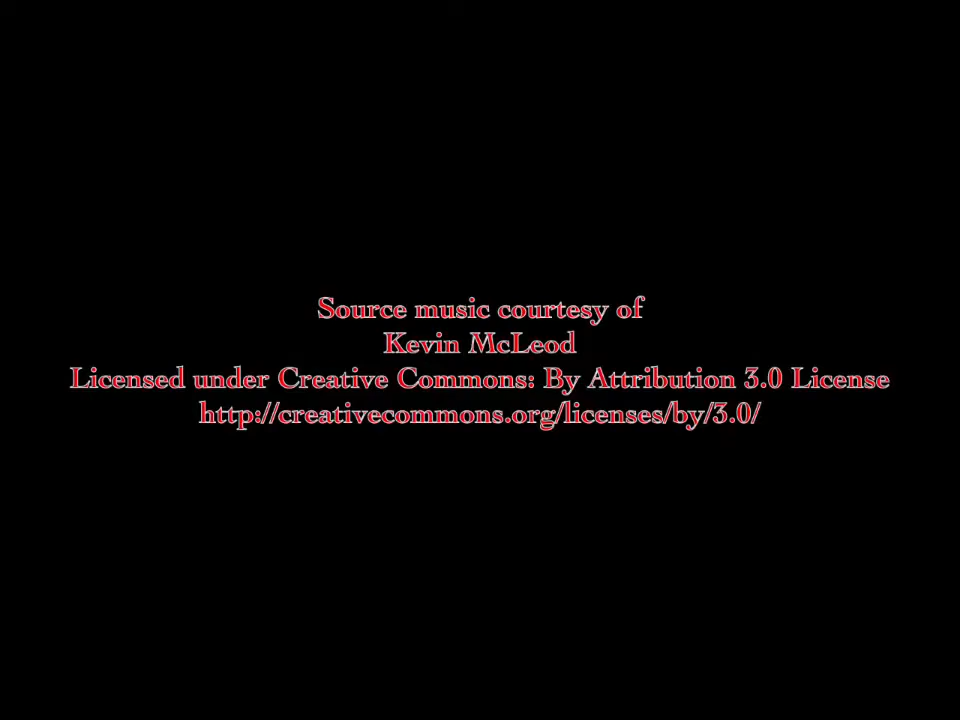 Source music courtesy of
Kevin McLeod
Licensed under Creative Commons: By Attribution 3.0 License
http://creativecommons.org/licenses/by/3.0/